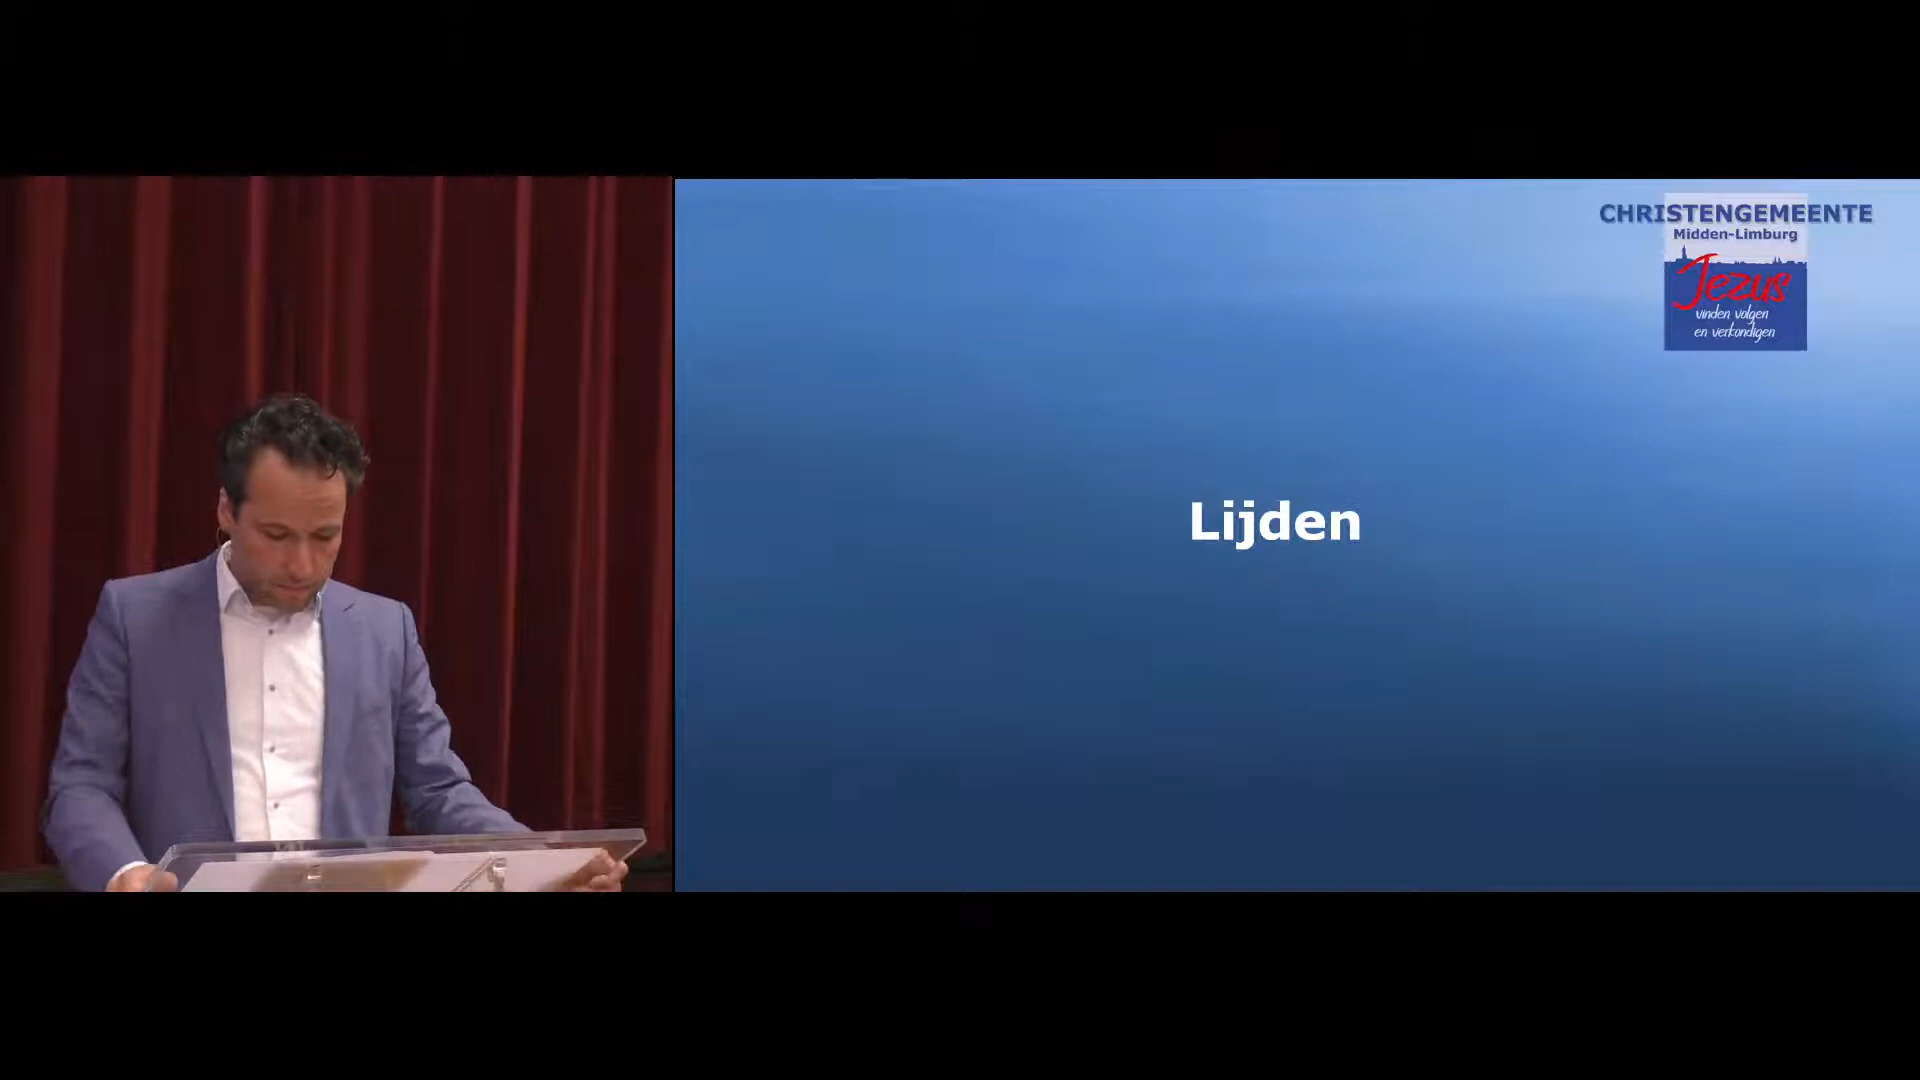 CHRISTENGEMEENTE
Midden-Limburg
Jezus
vinden volgen
en verkondigen
Lijden